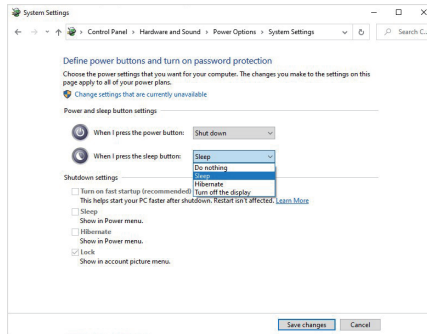 System Settings
Control Panel > Hardware and Sound > Power Options > System Settings
Search C...
Define power buttons and turn on password protection
Choose the power settings that you want for your computer. The changes you make to the settings on this
page apply to all of your power plans.
Change settings that are currently unavailable
Power and sleep button settings
When I press the power button: Shut down
When I press the sleep button: Sleep
Do nothing
Sleep
Hibernate
Turn off the display
Shutdown settings
Turn on fast startup (recommended)
This helps start your PC faster after shutdown. Restart isn't affected. Learn More
Sleep
Show in Power menu.
Hibernate
Show in Power menu.
Lock
Show in account picture menu.
Save changes Cancel